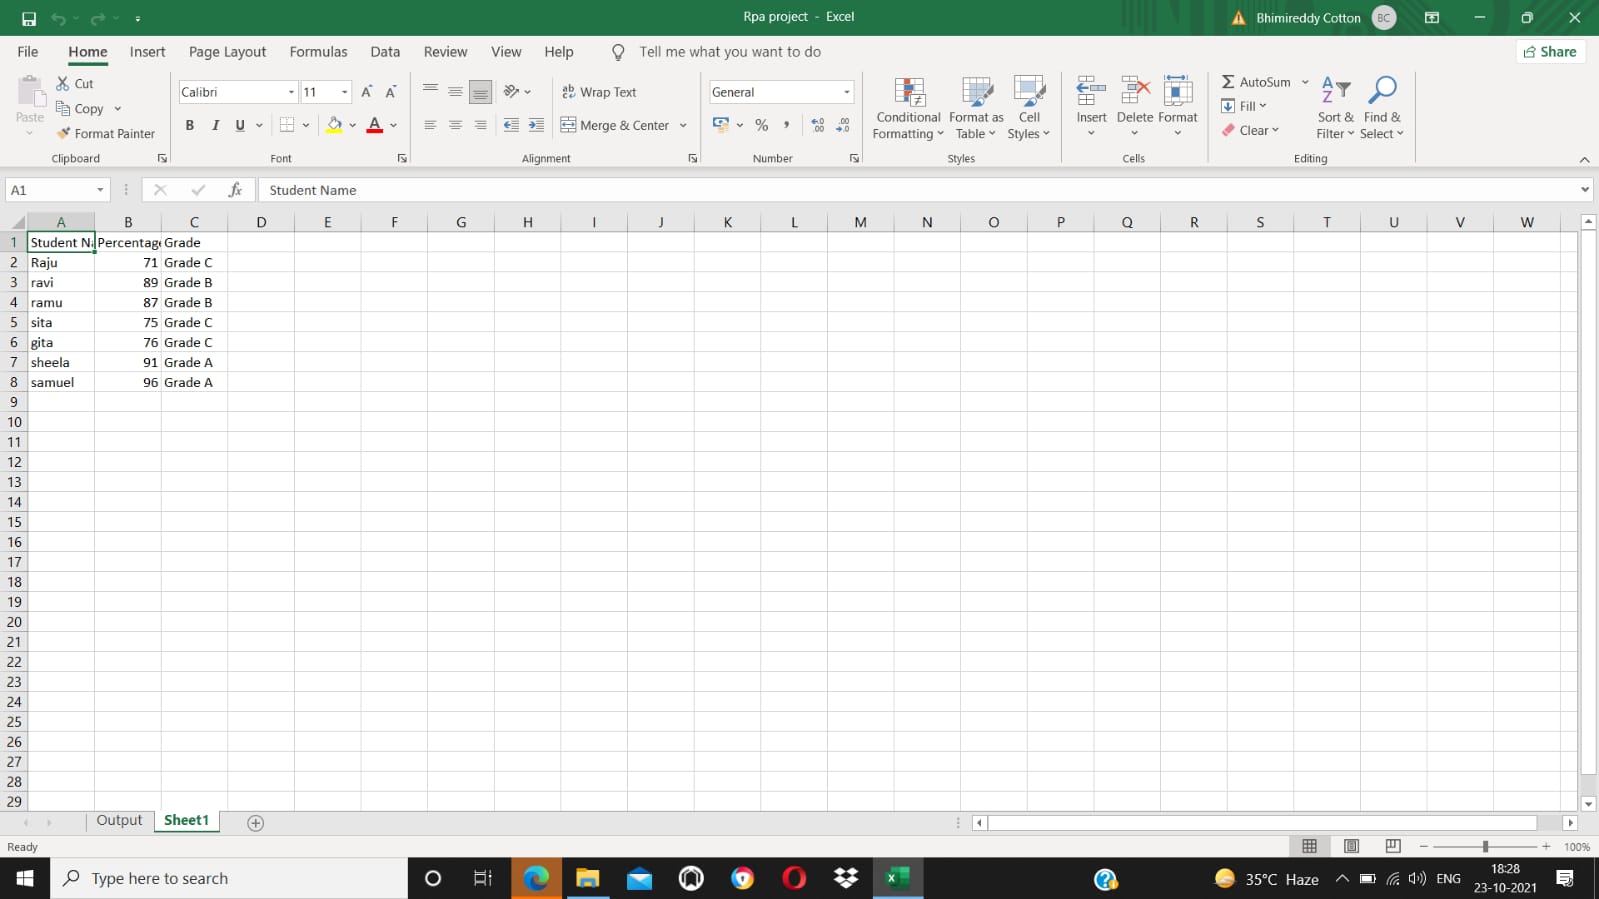 Rpa project - Excel
Bhimireddy Cotton BC
File Home Insert Page Layout Formulas Data Review View Help Tell me what you want to do Share
Paste
Cut
Copy
Format Painter
Clipboard
Calibri 11 A A
B I U A
Font
Wrap Text
Merge & Center
Alignment
General
% ,
Number
Conditional Formatting
Format as Table
Cell Styles
Styles
Insert Delete Format
Cells
AutoSum
Fill
Clear
Sort & Filter
Find & Select
Editing
A1 fx Student Name
A B C D E F G H I J K L M N O P Q R S T U V W
1 Student Na Percentage Grade
2 Raju 71 Grade C
3 ravi 89 Grade B
4 ramu 87 Grade B
5 sita 75 Grade C
6 gita 76 Grade C
7 sheela 91 Grade A
8 samuel 96 Grade A
9
10
11
12
13
14
15
16
17
18
19
20
21
22
23
24
25
26
27
28
29
Output Sheet1
Ready 100%
Type here to search
35°C Haze ENG
18:28
23-10-2021